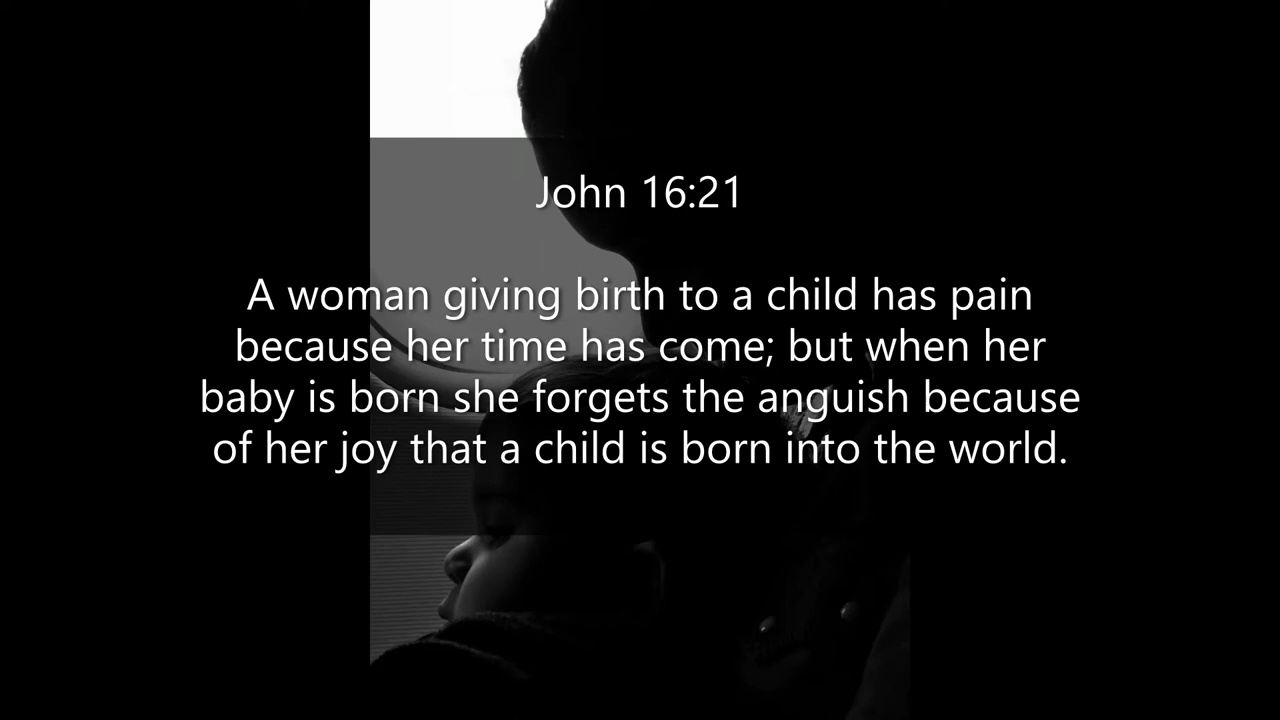 John 16:21
A woman giving birth to a child has pain
because her time has come; but when her
baby is born she forgets the anguish because
of her joy that a child is born into the world.